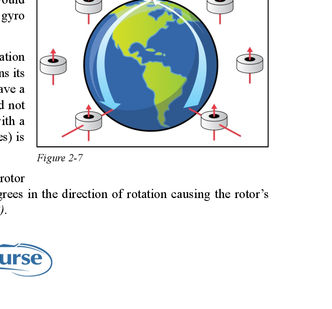 ould
gyro
ation
ns its
ave a
d not
ith a
es) is
Figure 2-7
rotor
grees in the direction of rotation causing the rotor’s
).
urse